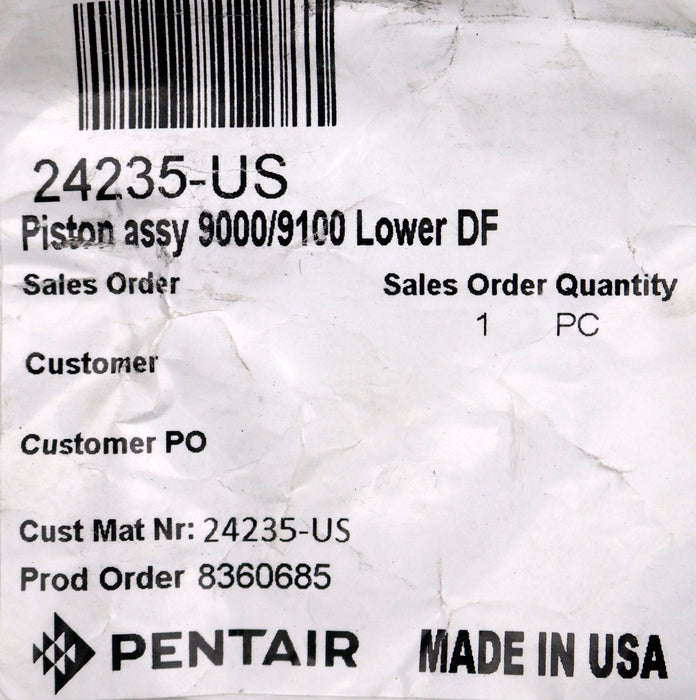 24235-US
Piston assy 9000/9100 Lower DF
Sales Order Sales Order Quantity
1 PC
Customer
Customer PO
Cust Mat Nr: 24235-US
Prod Order 8360685
PENTAIR MADE IN USA